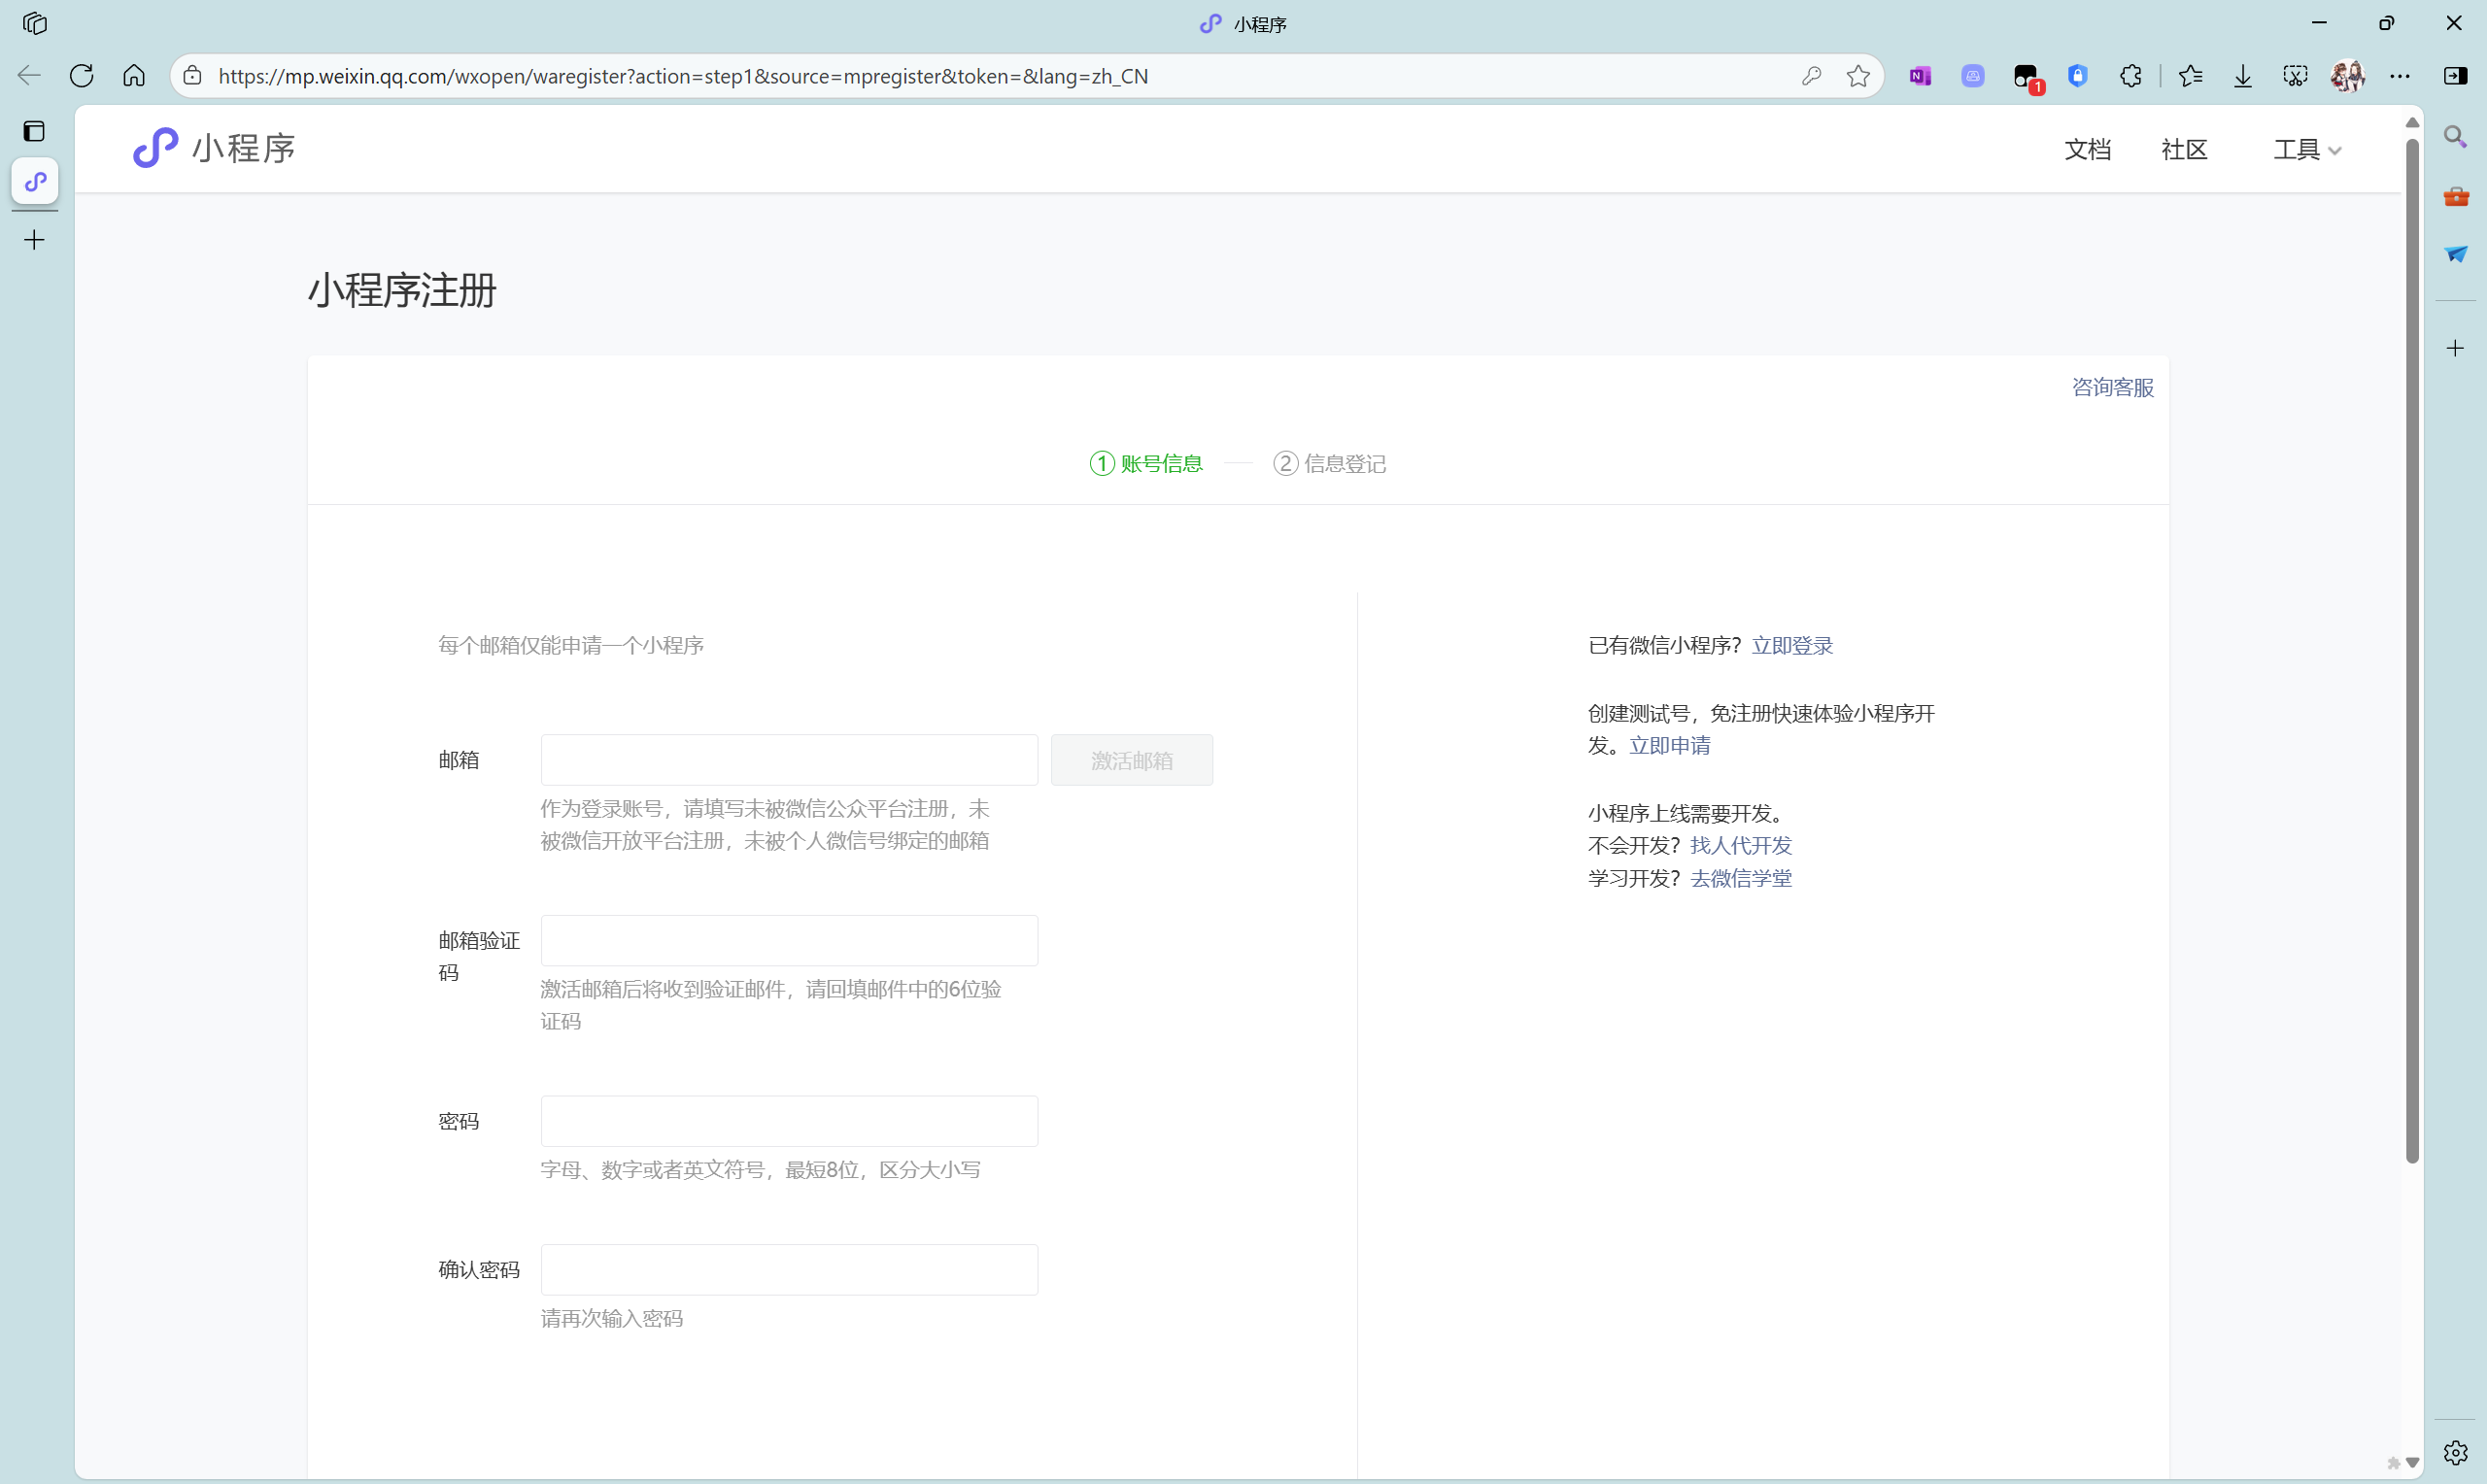 小程序
https://mp.weixin.qq.com/wxopen/waregister?action=step1&source=mpregister&token=&lang=zh_CN
N
1
小程序
文档
社区
工具
小程序注册
咨询客服
1 账号信息
2 信息登记
每个邮箱仅能申请一个小程序
邮箱
激活邮箱
作为登录账号，请填写未被微信公众平台注册，未
被微信开放平台注册，未被个人微信号绑定的邮箱
邮箱验证
码
激活邮箱后将收到验证邮件，请回填邮件中的6位验
证码
密码
字母、数字或者英文符号，最短8位，区分大小写
确认密码
请再次输入密码
已有微信小程序？立即登录
创建测试号，免注册快速体验小程序开
发。立即申请
小程序上线需要开发。
不会开发？找人代开发
学习开发？去微信学堂